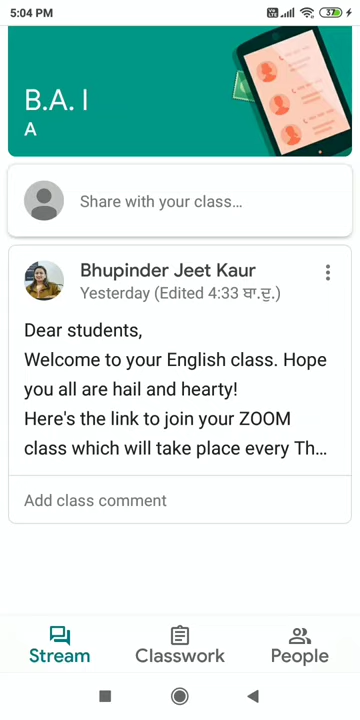 5:04 PM
37
B.A. I
A
Share with your class...
Bhupinder Jeet Kaur
Yesterday (Edited 4:33 ਬਾ.ਦੁ.)
Dear students,
Welcome to your English class. Hope
you all are hail and hearty!
Here's the link to join your ZOOM
class which will take place every Th...
Add class comment
Stream Classwork People